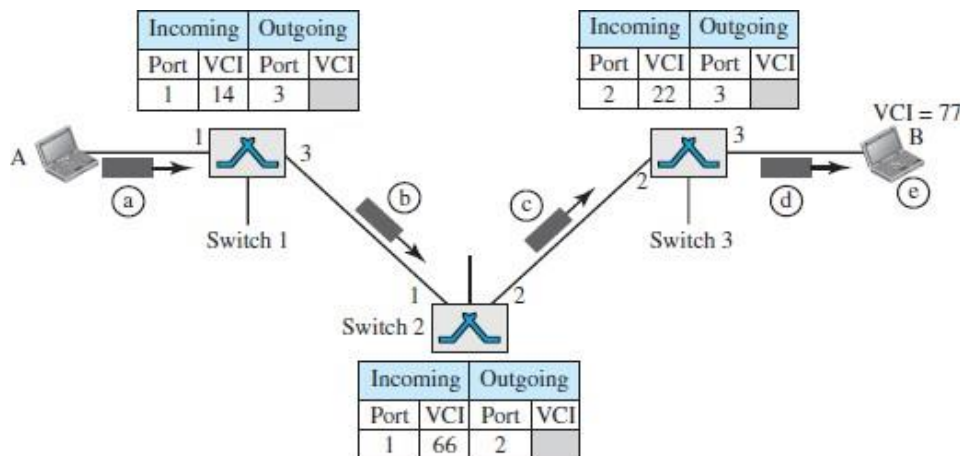 Incoming Outgoing
Port VCI Port VCI
1 14 3
Incoming Outgoing
Port VCI Port VCI
2 22 3
VCI = 77
A
1
3
a
Switch 1
b
c
2
3
B
d
e
Switch 3
1
2
Switch 2
Incoming Outgoing
Port VCI Port VCI
1 66 2